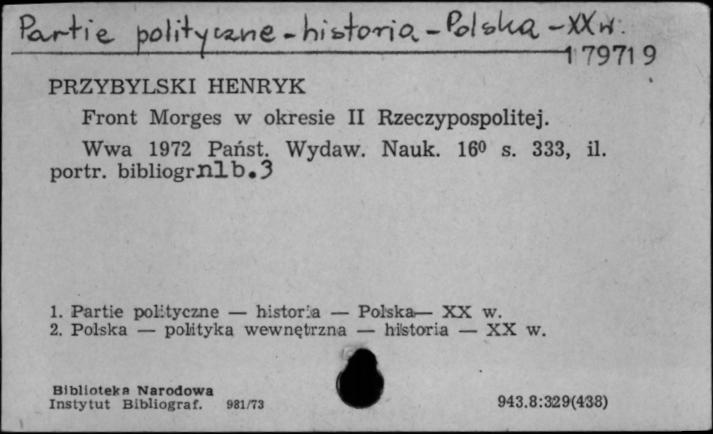 Partie polityczne - historia - Polska - XX w.
179719
PRZYBYLSKI HENRYK
Front Morges w okresie II Rzeczypospolitej.
Wwa 1972 Państ. Wydaw. Nauk. 16⁰ s. 333, il.
portr. bibliogr.nlb.3
1. Partie polityczne — historia — Polska— XX w.
2. Polska — polityka wewnętrzna — historia — XX w.
Biblioteka Narodowa
Instytut Bibliograf. 981/73
943.8:329(438)